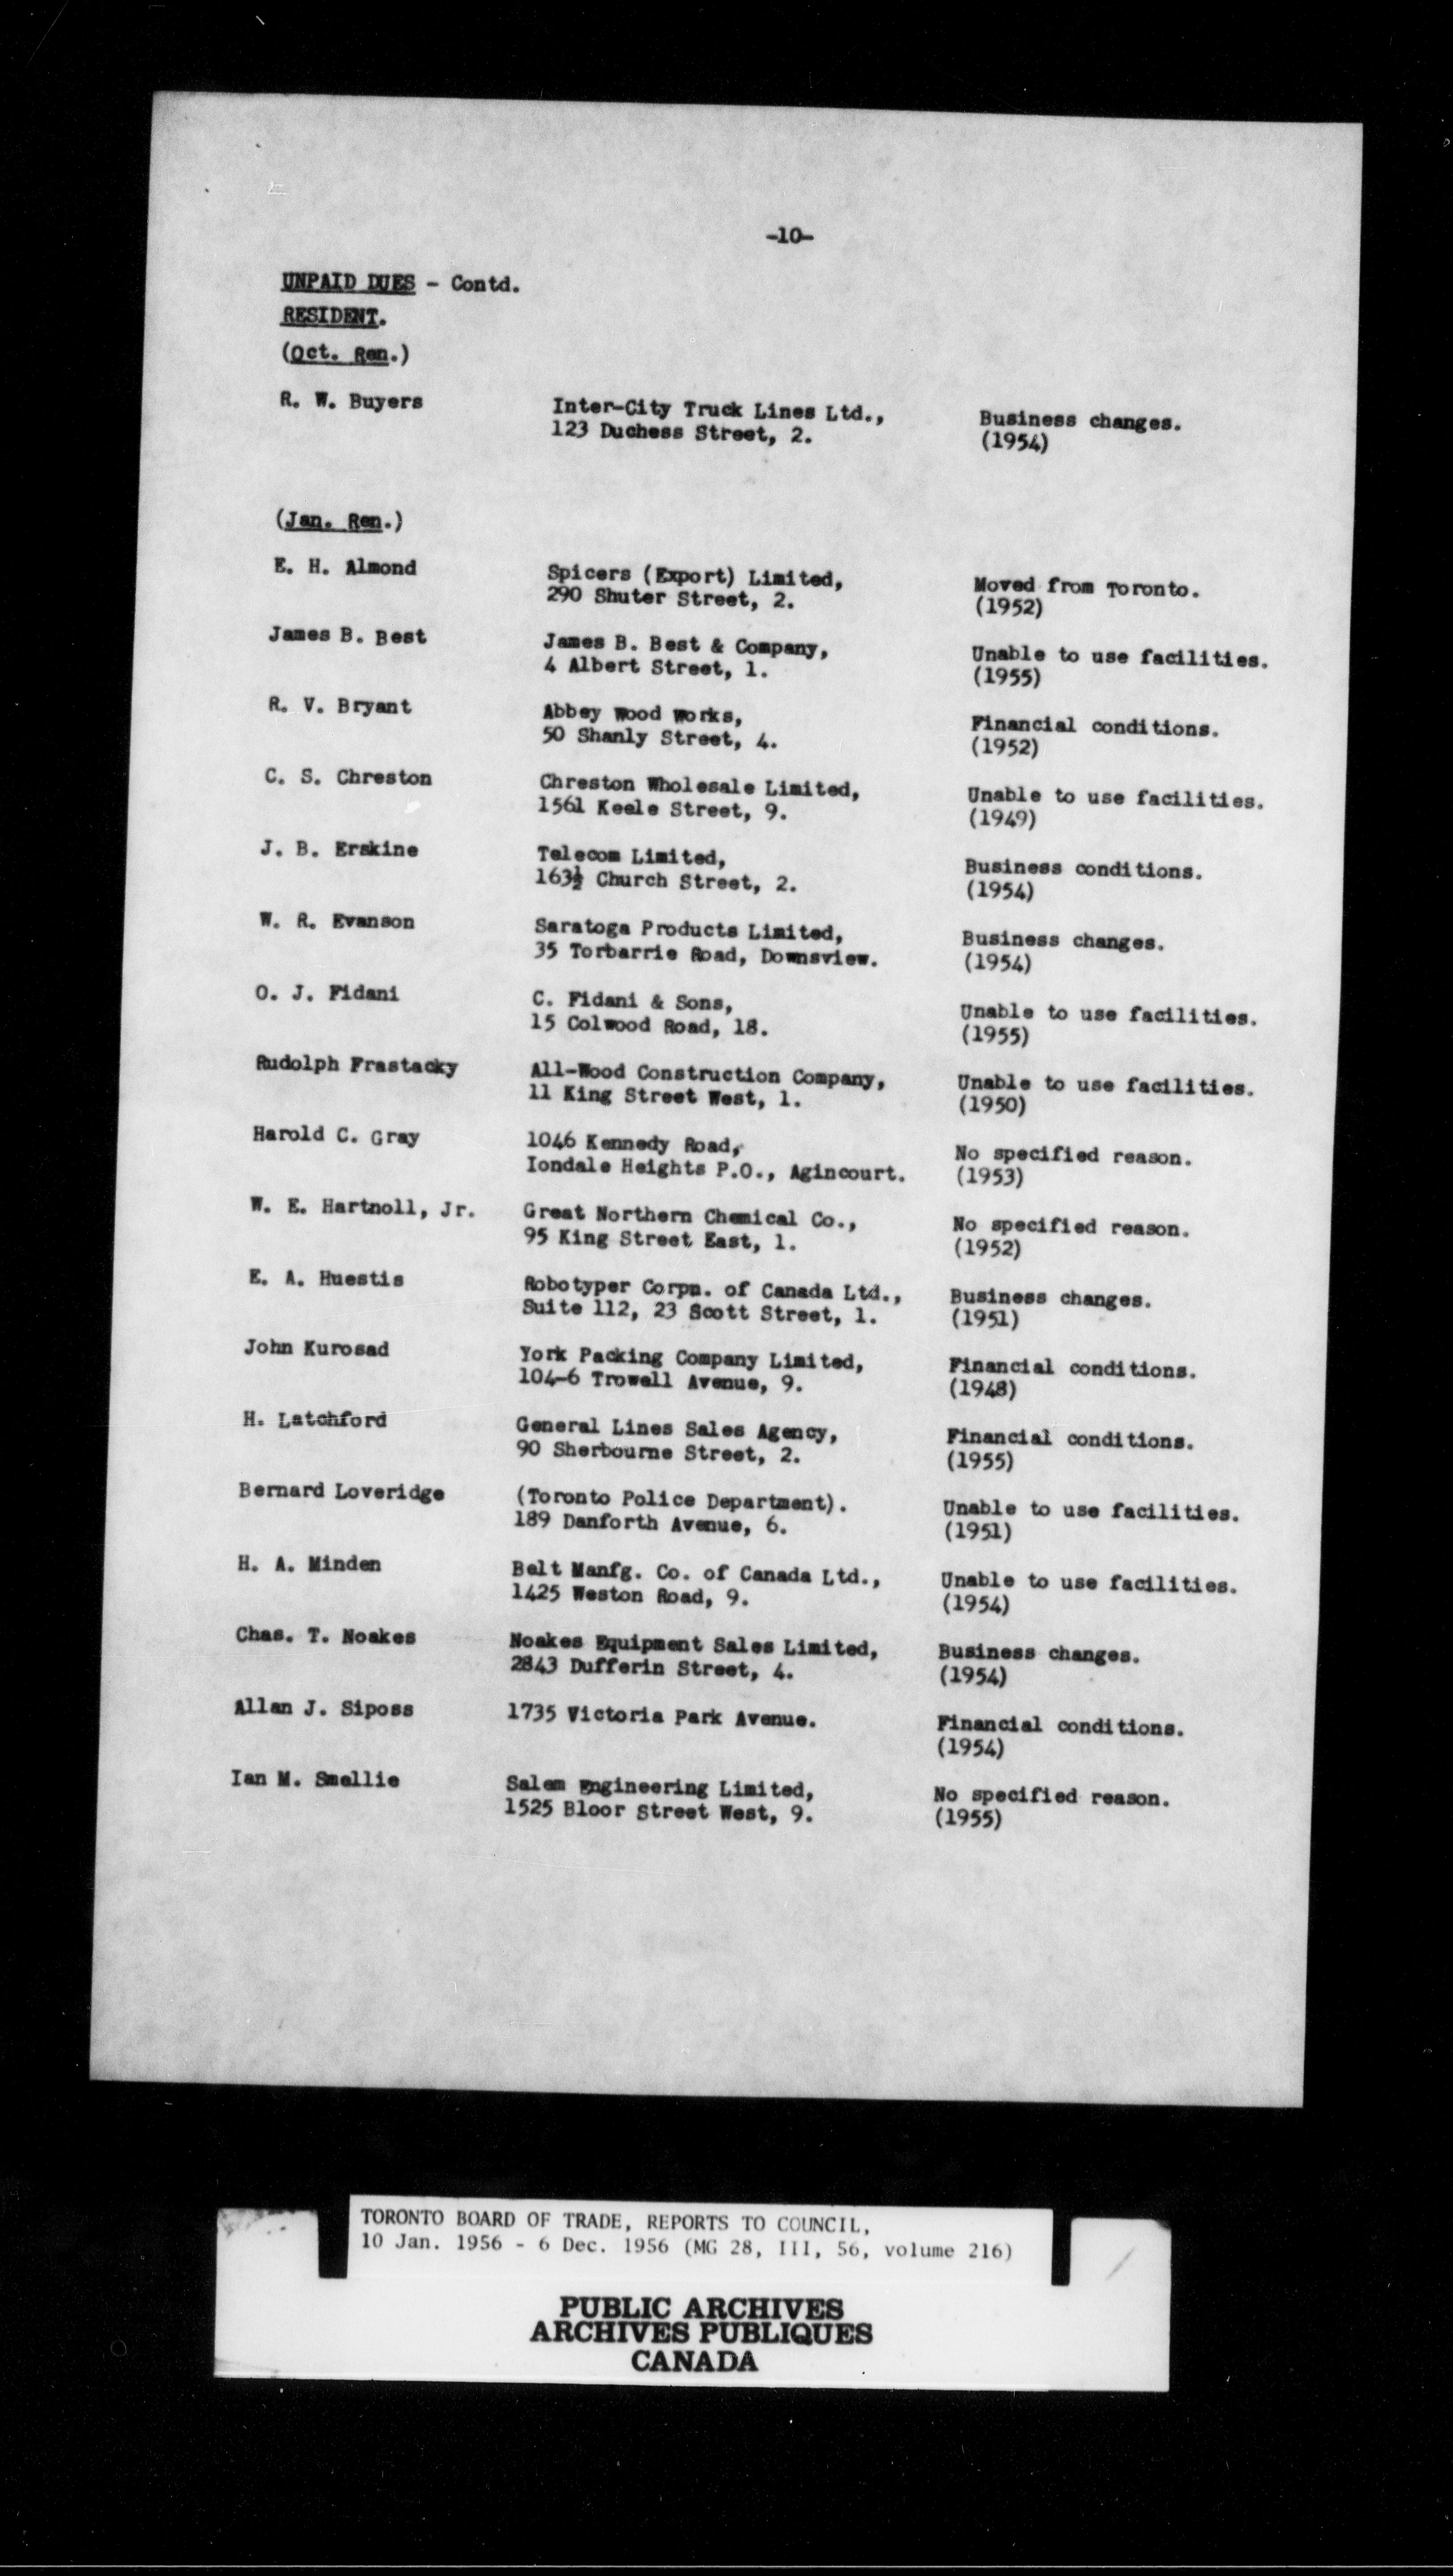 -10-
UNPAID DUES - Contd.
RESIDENT.
(Oct. Ren.)
R. W. Buyers Inter-City Truck Lines Ltd., Business changes.
123 Duchess Street, 2. (1954)
(Jan. Ren.)
E. H. Almond Spicers (Export) Limited, Moved from Toronto.
290 Shuter Street, 2. (1952)
James B. Best James B. Best & Company, Unable to use facilities.
4 Albert Street, 1. (1955)
R. V. Bryant Abbey Wood Works, Financial conditions.
50 Shanly Street, 4. (1952)
C. S. Chreston Chreston Wholesale Limited, Unable to use facilities.
1561 Keele Street, 9. (1949)
J. B. Erskine Telecom Limited, Business conditions.
163½ Church Street, 2. (1954)
W. R. Evanson Saratoga Products Limited, Business changes.
35 Torbarrie Road, Downsview. (1954)
O. J. Fidani C. Fidani & Sons, Unable to use facilities.
15 Colwood Road, 18. (1955)
Rudolph Frastacky All-Wood Construction Company, Unable to use facilities.
11 King Street West, 1. (1950)
Harold C. Gray 1046 Kennedy Road, No specified reason.
Iondale Heights P.O., Agincourt. (1953)
W. E. Hartnoll, Jr. Great Northern Chemical Co., No specified reason.
95 King Street East, 1. (1952)
E. A. Huestis Robotyper Corpn. of Canada Ltd., Business changes.
Suite 112, 23 Scott Street, 1. (1951)
John Kurosad York Packing Company Limited, Financial conditions.
104-6 Trowell Avenue, 9. (1948)
H. Latchford General Lines Sales Agency, Financial conditions.
90 Sherbourne Street, 2. (1955)
Bernard Loveridge (Toronto Police Department). Unable to use facilities.
189 Danforth Avenue, 6. (1951)
H. A. Minden Belt Manfg. Co. of Canada Ltd., Unable to use facilities.
1425 Weston Road, 9. (1954)
Chas. T. Noakes Noakes Equipment Sales Limited, Business changes.
2843 Dufferin Street, 4. (1954)
Allan J. Siposs 1735 Victoria Park Avenue. Financial conditions.
(1954)
Ian M. Smellie Salem Engineering Limited, No specified reason.
1525 Bloor Street West, 9. (1955)
TORONTO BOARD OF TRADE, REPORTS TO COUNCIL,
10 Jan. 1956 - 6 Dec. 1956 (MG 28, III, 56, volume 216)
PUBLIC ARCHIVES
ARCHIVES PUBLIQUES
CANADA